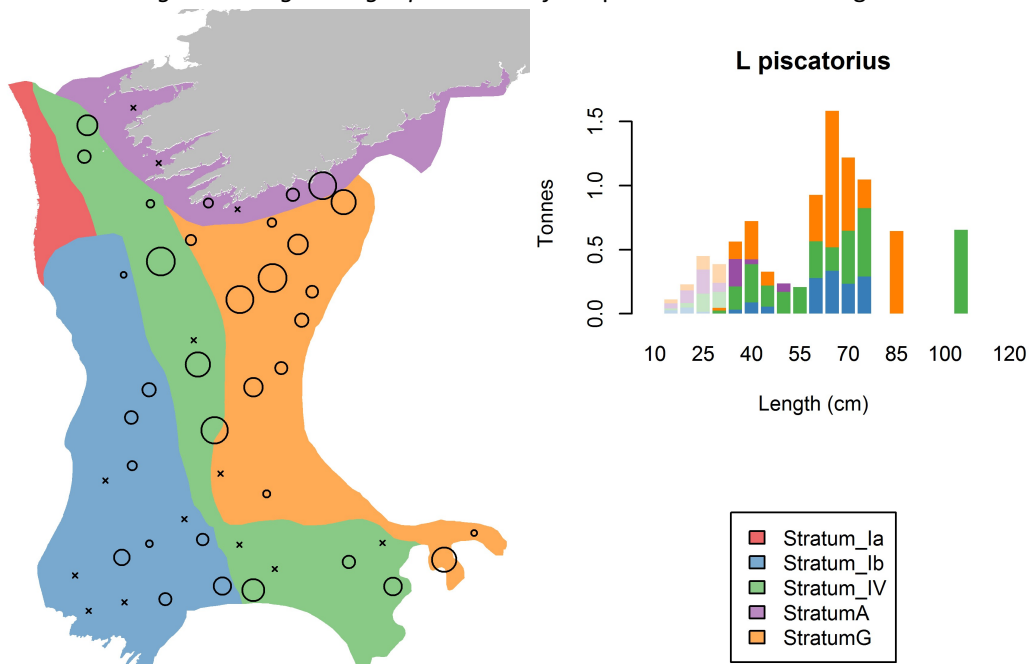 L piscatorius
Tonnes
0.0 0.5 1.0 1.5
10 25 40 55 70 85 100 120
Length (cm)
Stratum_Ia
Stratum_Ib
Stratum_IV
StratumA
StratumG